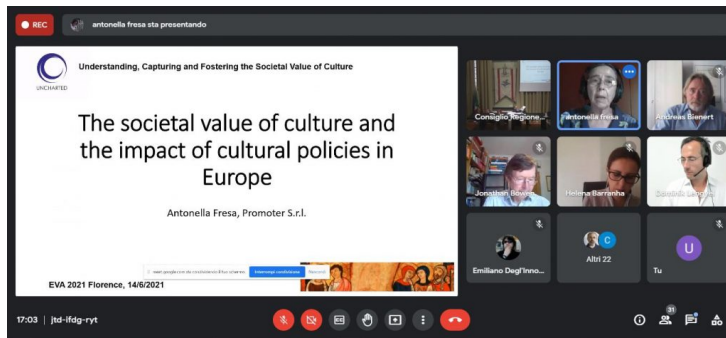 REC
antonella fresa sta presentando
Understanding, Capturing and Fostering the Societal Value of Culture
UNCHARTED
The societal value of culture and
the impact of cultural policies in
Europe
Antonella Fresa, Promoter S.r.l.
Interrompi condivisione
EVA 2021 Florence, 14/6/2021
Consiglio Regione...
antonella fresa
Andreas Bienert
Jonathan Bowen
Helena Barranha
Emiliano Degl'Inno...
C
Altri 22
U
Tu
17:03 | jtd-ifdg-ryt
31